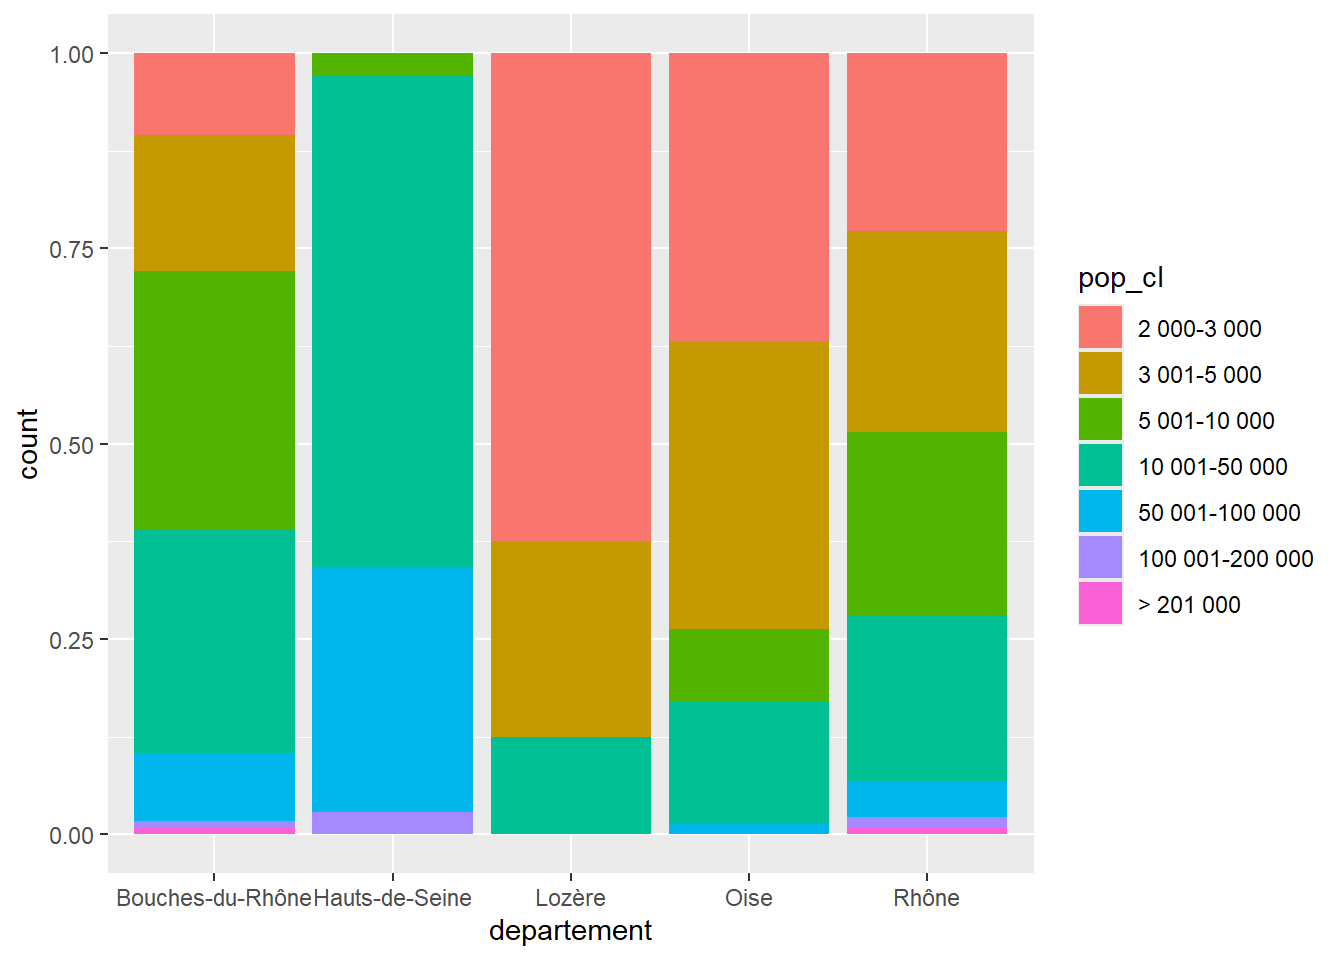 1.00
0.75
0.50
0.25
0.00
count
Bouches-du-Rhône
Hauts-de-Seine
Lozère
Oise
Rhône
departement
pop_cl
2 000-3 000
3 001-5 000
5 001-10 000
10 001-50 000
50 001-100 000
100 001-200 000
> 201 000